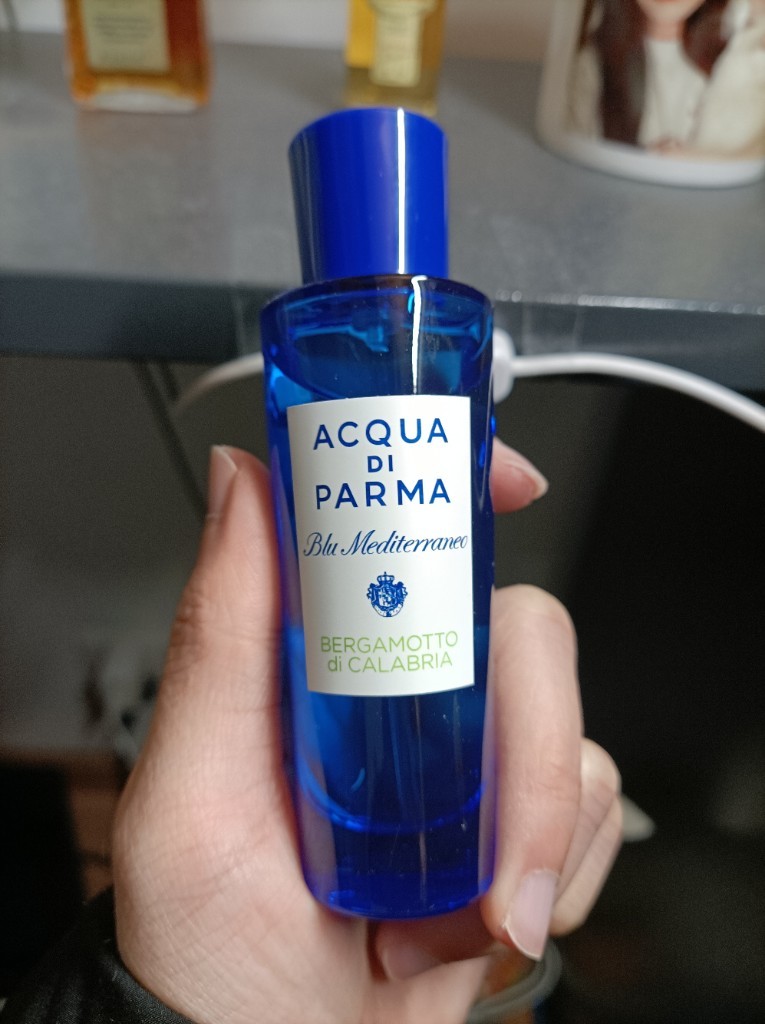 ACQUA
DI
PARMA
Blu Mediterraneo
BERGAMOTTO
di CALABRIA